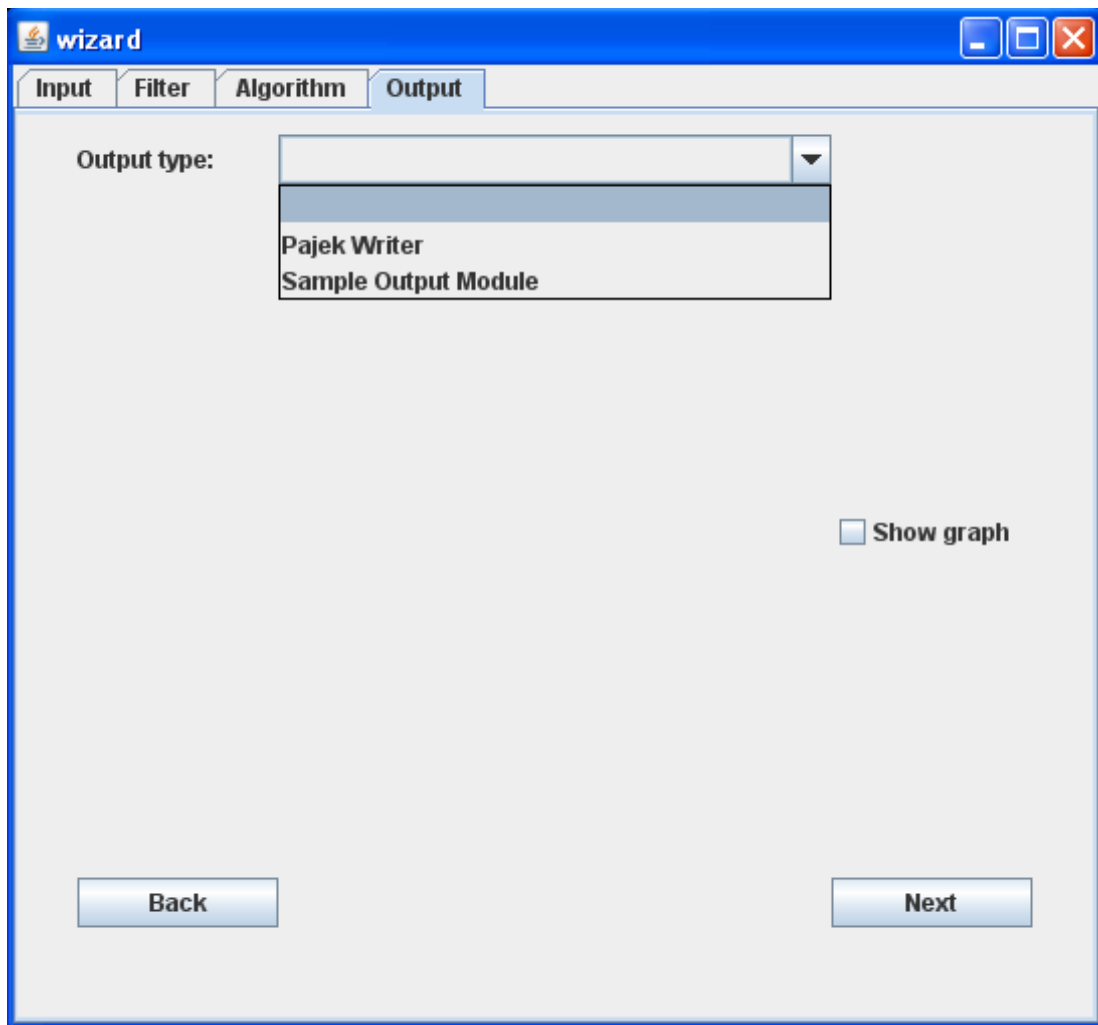 wizard
Input Filter Algorithm Output
Output type:
Pajek Writer
Sample Output Module
Show graph
Back Next